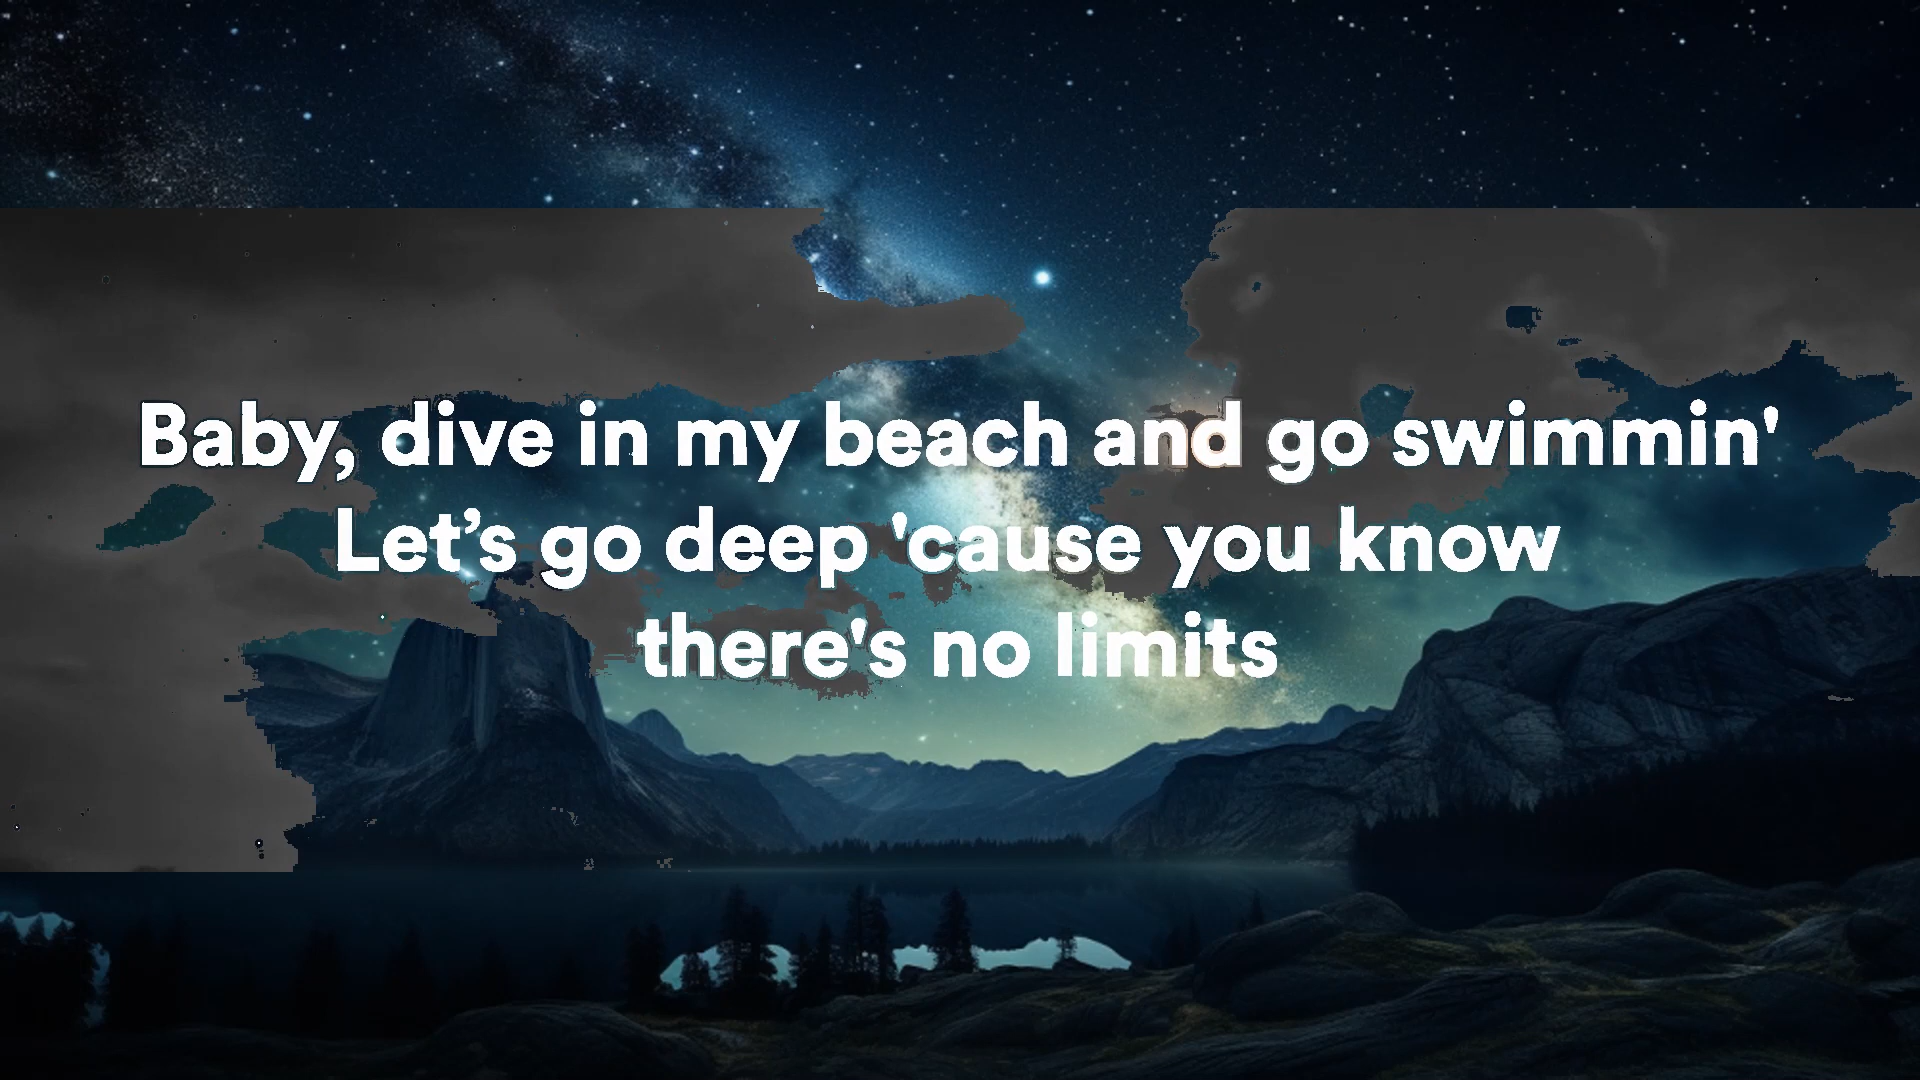 Baby, dive in my beach and go swimmin'
Let’s go deep 'cause you know
there's no limits